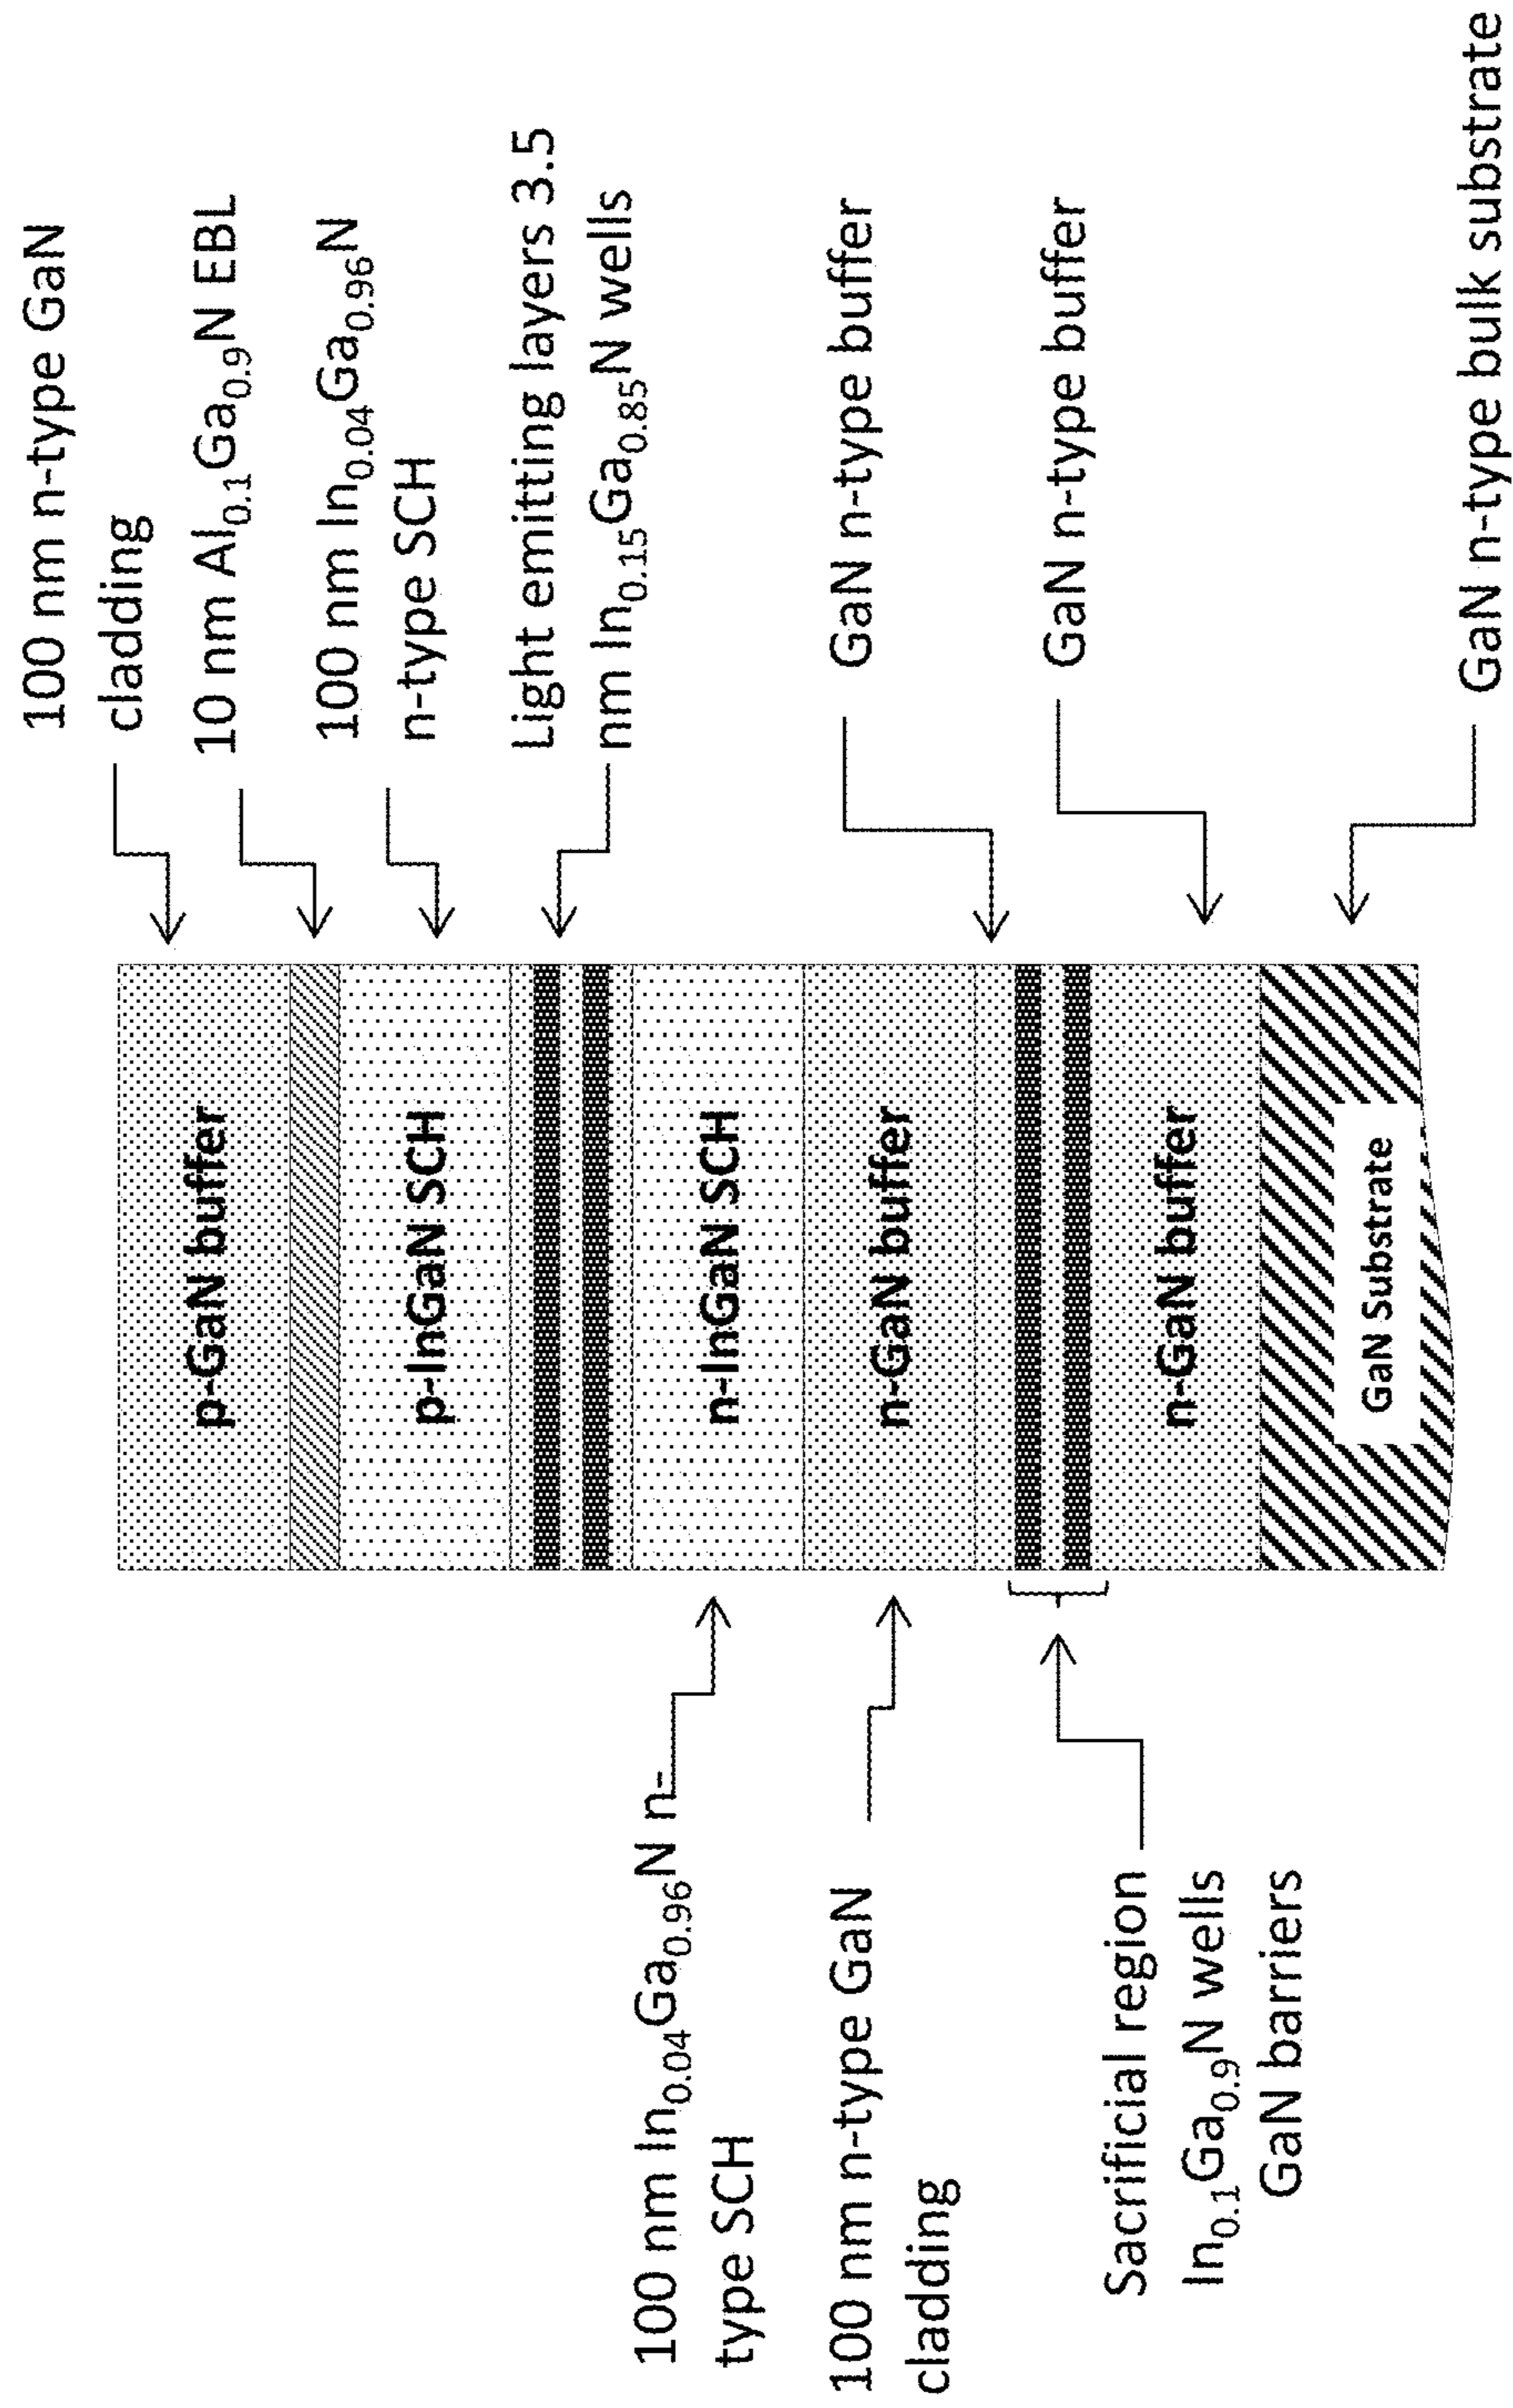 100 nm n-type GaN
cladding
10 nm Al0.1Ga0.9N EBL
100 nm In0.04Ga0.96N
n-type SCH
Light emitting layers 3.5
nm In0.15Ga0.85N wells
GaN n-type buffer
GaN n-type buffer
GaN n-type bulk substrate
p-GaN buffer
p-InGaN SCH
n-InGaN SCH
n-GaN buffer
n-GaN buffer
GaN Substrate
100 nm In0.04Ga0.96N n-
type SCH
100 nm n-type GaN
cladding
Sacrificial region
In0.1Ga0.9N wells
GaN barriers